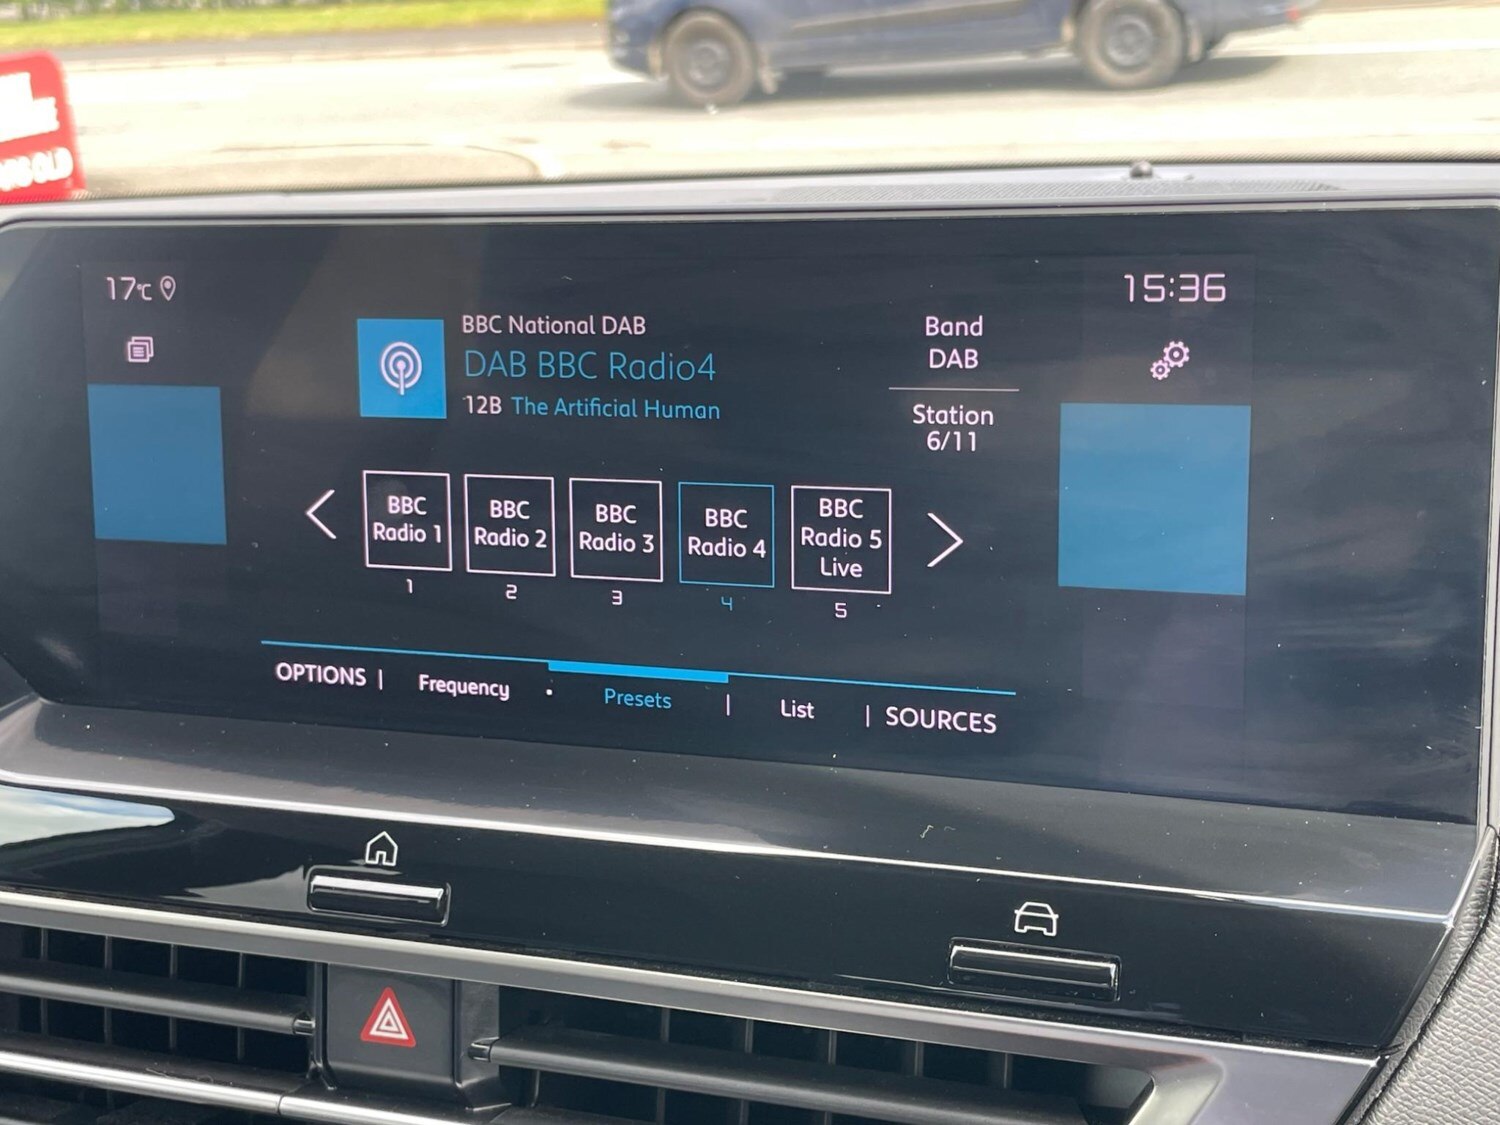 OLD
17°C
15:36
BBC National DAB
DAB BBC Radio4
12B The Artificial Human
Band
DAB
Station
6/11
BBC
Radio 1
BBC
Radio 2
BBC
Radio 3
BBC
Radio 4
BBC
Radio 5
Live
1
2
3
4
5
OPTIONS | Frequency • Presets | List | SOURCES